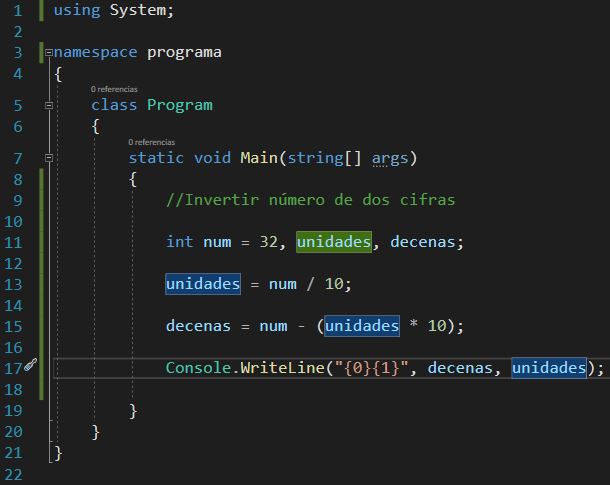 1 using System;
2
3 namespace programa
4 {
0 referencias
5 class Program
6 {
0 referencias
7 static void Main(string[] args)
8 {
9 //Invertir número de dos cifras
10
11 int num = 32, unidades, decenas;
12
13 unidades = num / 10;
14
15 decenas = num - (unidades * 10);
16
17 Console.WriteLine("{0}{1}", decenas, unidades);
18
19 }
20 }
21 }
22